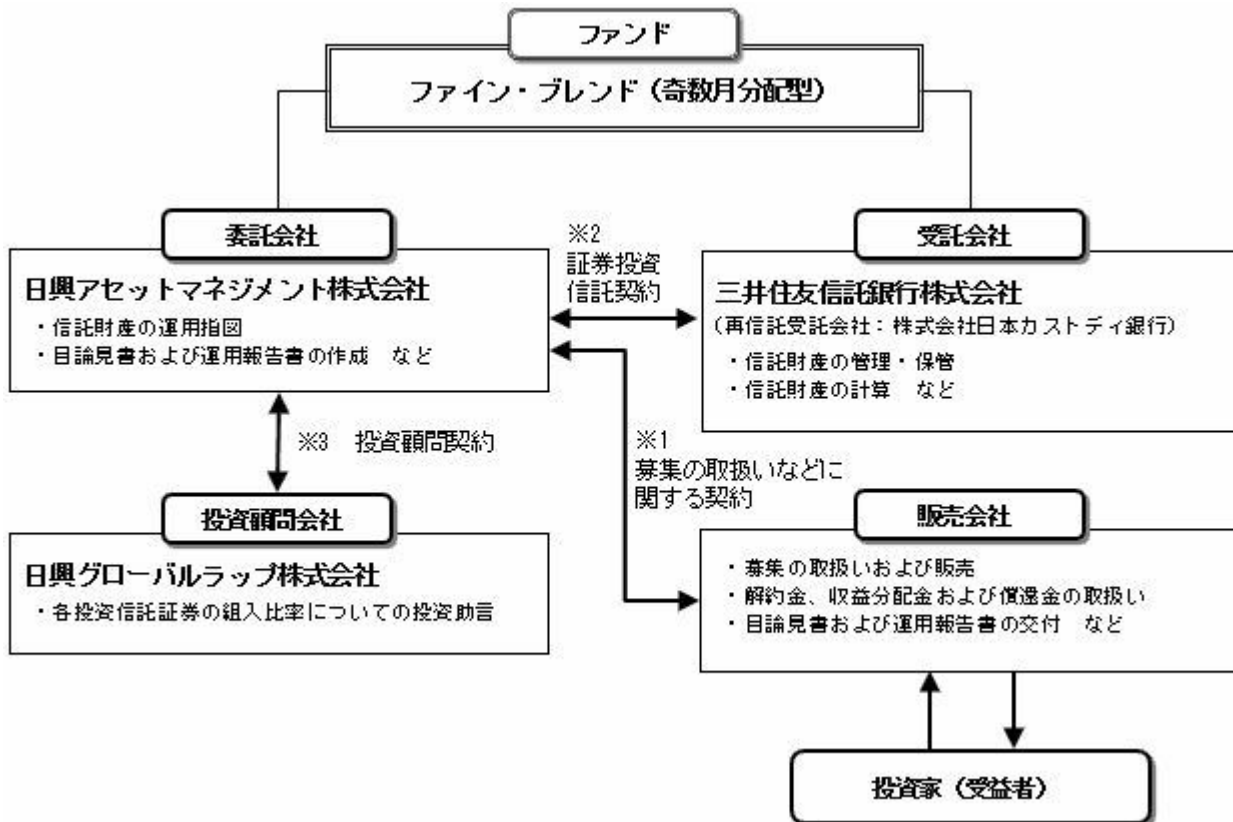 ファンド
ファイン・ブレンド（奇数月分配型）
委託会社
日興アセットマネジメント株式会社
・信託財産の運用指図
・目論見書および運用報告書の作成　など
※2
証券投資
信託契約
受託会社
三井住友信託銀行株式会社
（再信託受託会社：株式会社日本カストディ銀行）
・信託財産の管理・保管
・信託財産の計算　など
※3　投資顧問契約
※1
募集の取扱いなどに
関する契約
投資顧問会社
日興グローバルラップ株式会社
・各投資信託証券の組入比率についての投資助言
販売会社
・募集の取扱いおよび販売
・解約金、収益分配金および償還金の取扱い
・目論見書および運用報告書の交付　など
投資家（受益者）